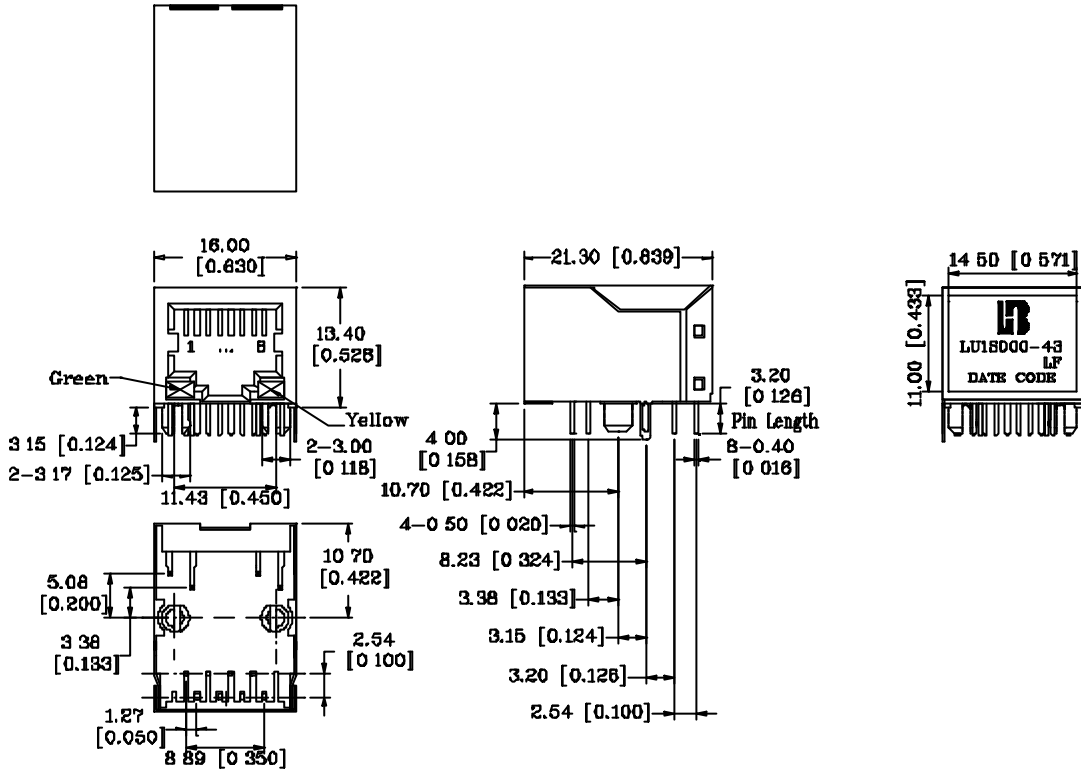 16.00
[0.630]
13.40
[0.528]
1 ... 8
Green
Yellow
3 15 [0.124]
2-3 17 [0.125]
2-3.00
[0 118]
11.43 [0.450]
21.30 [0.839]
3.20
[0 126]
Pin Length
8-0.40
[0 016]
4 00
[0 158]
10.70 [0.422]
4-0 50 [0 020]
8.23 [0 324]
3.38 [0.133]
3.15 [0.124]
3.20 [0.126]
2.54 [0.100]
14 50 [0 571]
11.00 [0.433]
LU1S000-43
LF
DATE CODE
10 70
[0.422]
5.08
[0.200]
3 38
[0.133]
2.54
[0 100]
1.27
[0.050]
8 89 [0 350]